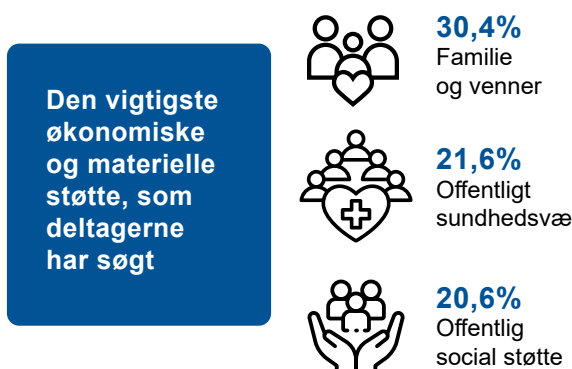 Den vigtigste
økonomiske
og materielle
støtte, som
deltagerne
har søgt
30,4%
Familie
og venner
21,6%
Offentligt
sundhedsvæ
20,6%
Offentlig
social støtte